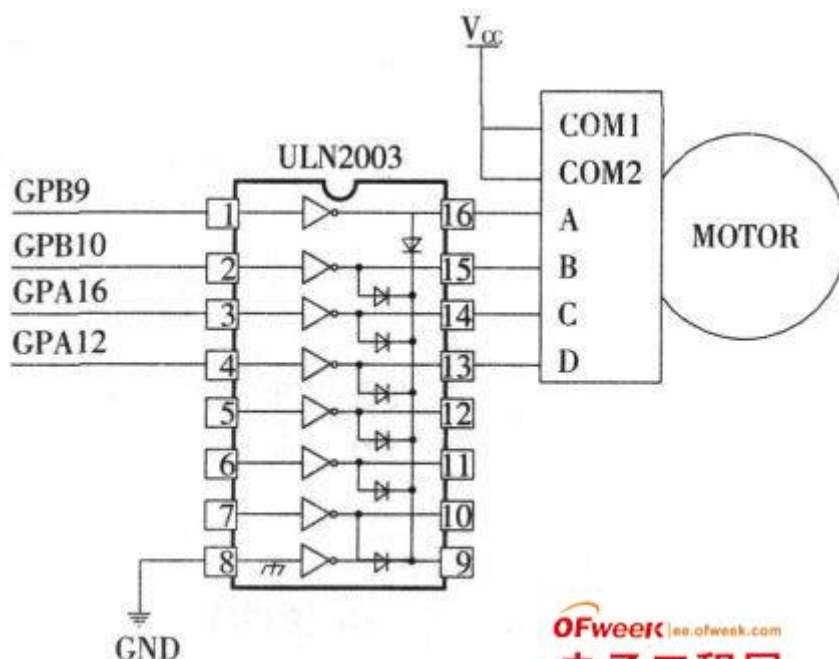 V_CC
COM1
COM2
ULN2003
GPB9
1
16
A
MOTOR
GPB10
2
15
B
GPA16
3
14
C
GPA12
4
13
D
5
12
6
11
7
10
8
9
GND
OFweek ee.ofweek.com